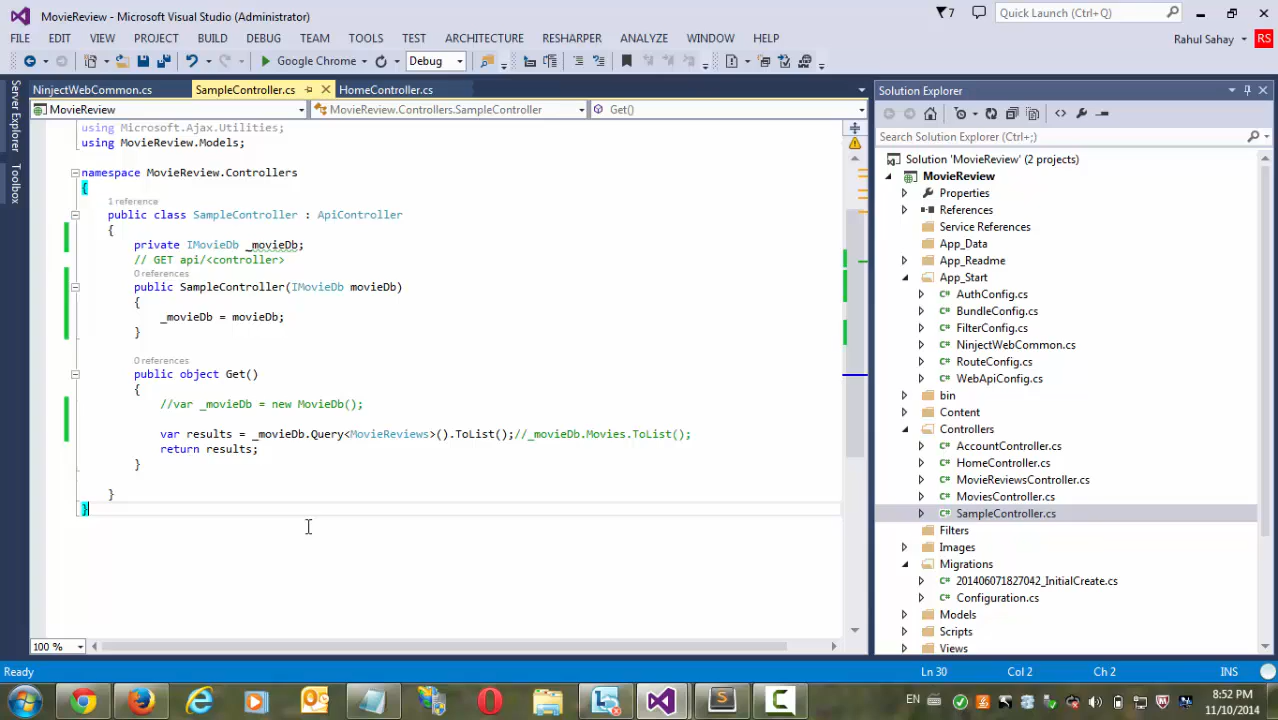 MovieReview - Microsoft Visual Studio (Administrator)
7
Quick Launch (Ctrl+Q)
FILE EDIT VIEW PROJECT BUILD DEBUG TEAM TOOLS TEST ARCHITECTURE RESHARPER ANALYZE WINDOW HELP
Rahul Sahay RS
Google Chrome Debug
Server Explorer
Toolbox
NinjectWebCommon.cs SampleController.cs HomeController.cs
MovieReview MovieReview.Controllers.SampleController Get()
using Microsoft.Ajax.Utilities;
using MovieReview.Models;
namespace MovieReview.Controllers
{
1 reference
public class SampleController : ApiController
{
private IMovieDb _movieDb;
// GET api/<controller>
0 references
public SampleController(IMovieDb movieDb)
{
_movieDb = movieDb;
}
0 references
public object Get()
{
//var _movieDb = new MovieDb();
var results = _movieDb.Query<MovieReviews>().ToList();//_movieDb.Movies.ToList();
return results;
}
}
}
100 %
Solution Explorer
Search Solution Explorer (Ctrl+;)
Solution 'MovieReview' (2 projects)
MovieReview
Properties
References
Service References
App_Data
App_Readme
App_Start
AuthConfig.cs
BundleConfig.cs
FilterConfig.cs
NinjectWebCommon.cs
RouteConfig.cs
WebApiConfig.cs
bin
Content
Controllers
AccountController.cs
HomeController.cs
MovieReviewsController.cs
MoviesController.cs
SampleController.cs
Filters
Images
Migrations
201406071827042_InitialCreate.cs
Configuration.cs
Models
Scripts
Views
Ready Ln 30 Col 2 Ch 2 INS
EN
8:52 PM
11/10/2014